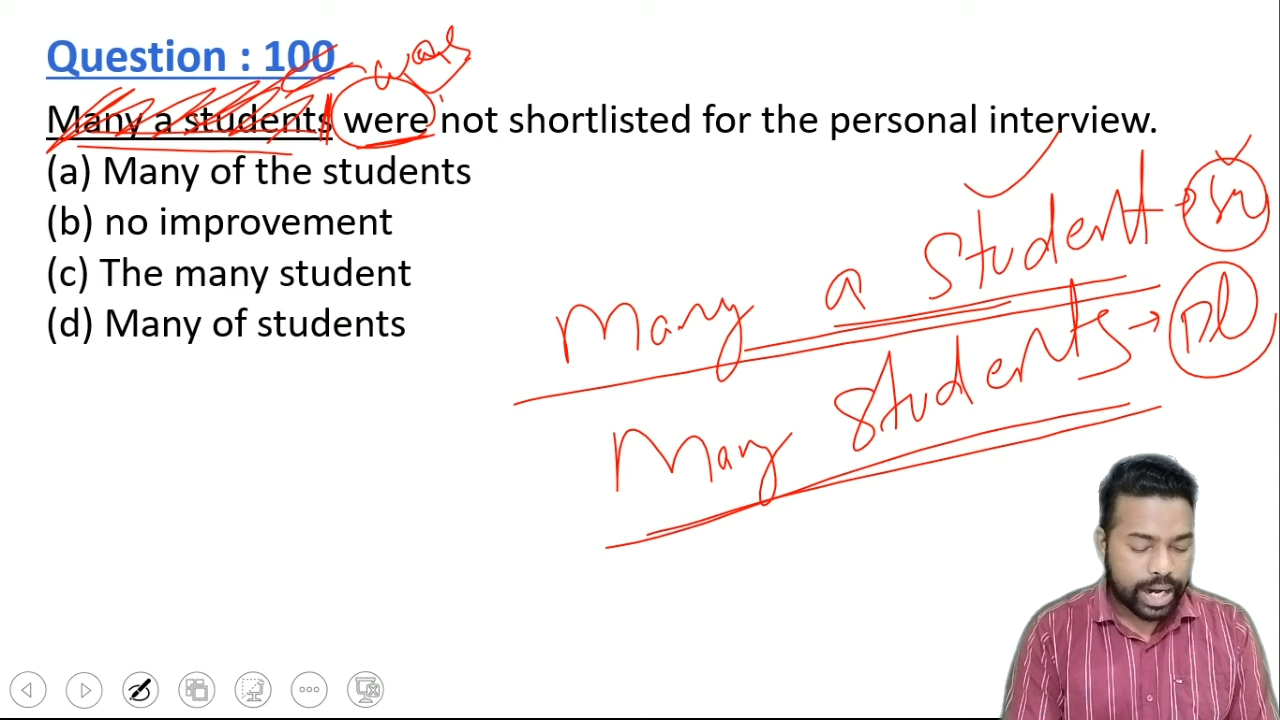 Question : 100
was
Many a students were not shortlisted for the personal interview.
(a) Many of the students
(b) no improvement
(c) The many student
(d) Many of students
Many a Student →
Many Students → Pl